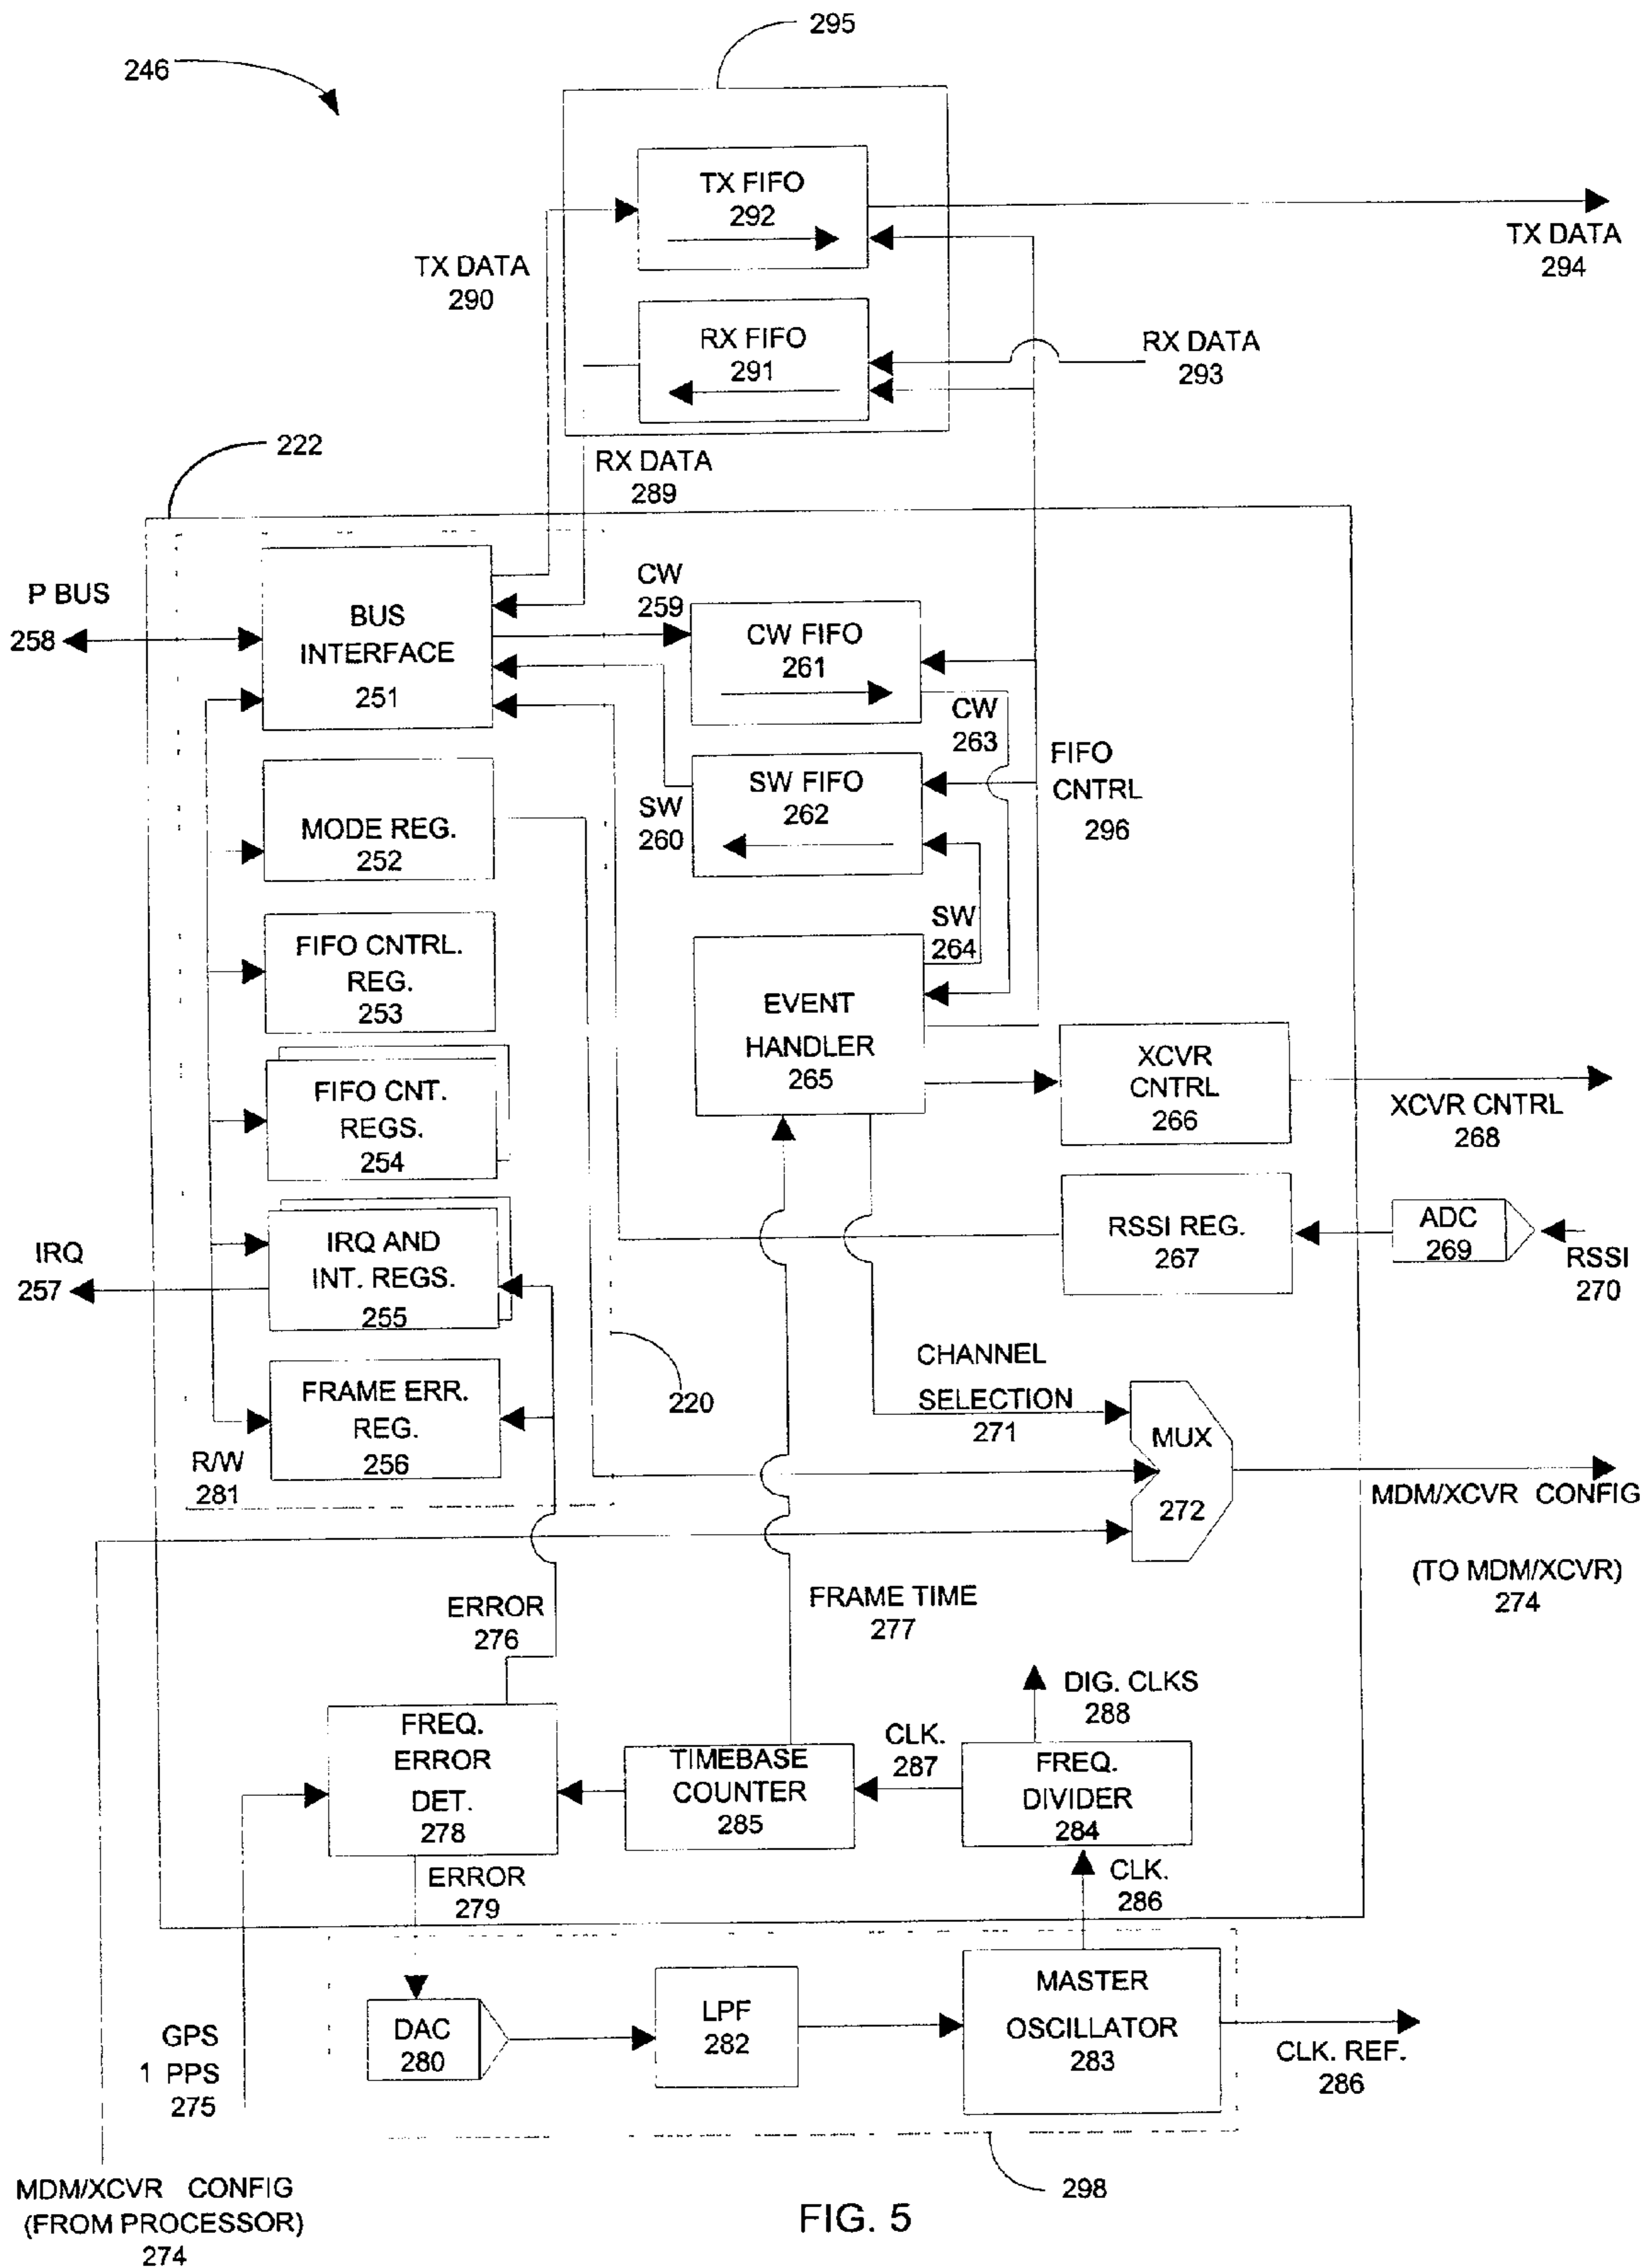 295
246
TX FIFO
292
TX DATA
294
TX DATA
290
RX FIFO
291
RX DATA
293
222
RX DATA
289
P BUS
258
BUS
INTERFACE
251
CW
259
CW FIFO
261
CW
263
FIFO
CNTRL
296
SW FIFO
262
SW
260
MODE REG.
252
SW
264
FIFO CNTRL.
REG.
253
EVENT
HANDLER
265
XCVR
CNTRL
266
XCVR CNTRL
268
FIFO CNT.
REGS.
254
RSSI REG.
267
ADC
269
RSSI
270
IRQ
257
IRQ AND
INT. REGS.
255
220
CHANNEL
SELECTION
271
FRAME ERR.
REG.
256
R/W
281
MUX
272
MDM/XCVR CONFIG
(TO MDM/XCVR)
274
ERROR
276
FRAME TIME
277
DIG. CLKS
288
FREQ.
ERROR
DET.
278
TIMEBASE
COUNTER
285
CLK.
287
FREQ.
DIVIDER
284
ERROR
279
CLK.
286
DAC
280
LPF
282
MASTER
OSCILLATOR
283
CLK. REF.
286
GPS
1 PPS
275
298
MDM/XCVR CONFIG
(FROM PROCESSOR)
274
FIG. 5